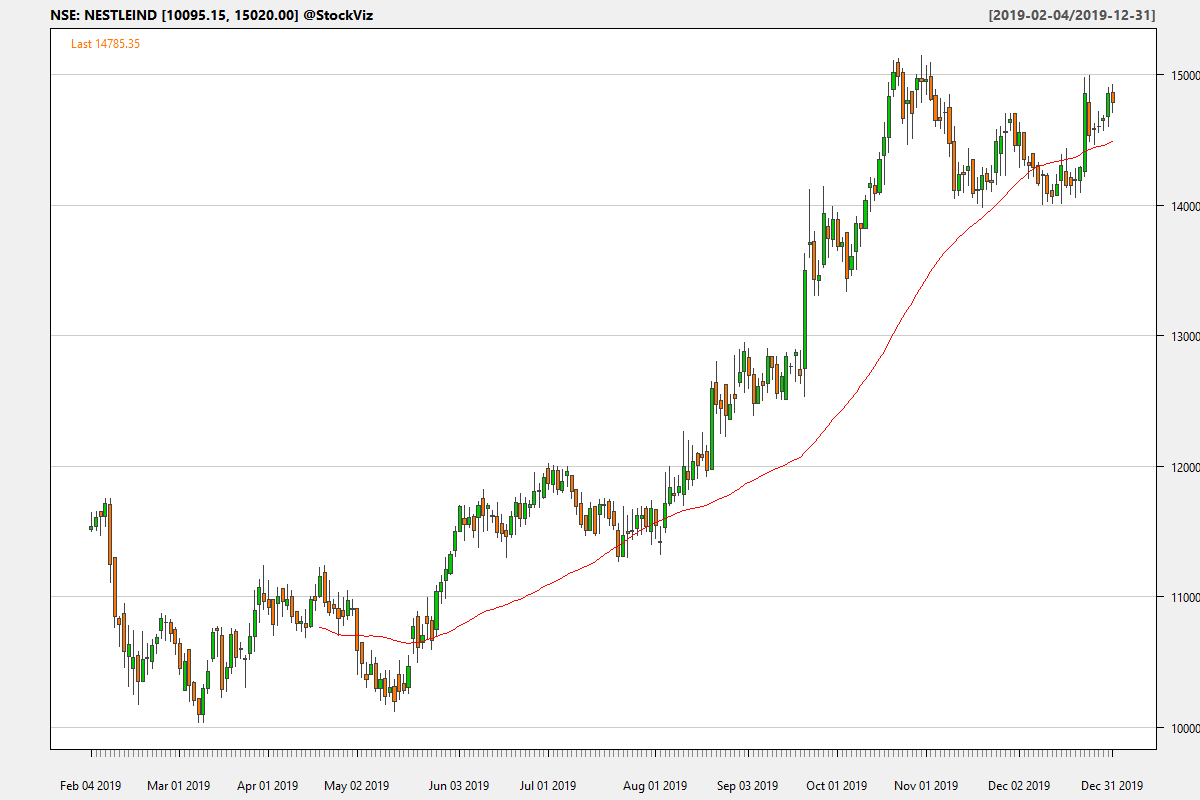 NSE: NESTLEIND [10095.15, 15020.00] @StockViz
[2019-02-04/2019-12-31]
Last 14785.35
15000
14000
13000
12000
11000
10000
Feb 04 2019
Mar 01 2019
Apr 01 2019
May 02 2019
Jun 03 2019
Jul 01 2019
Aug 01 2019
Sep 03 2019
Oct 01 2019
Nov 01 2019
Dec 02 2019
Dec 31 2019